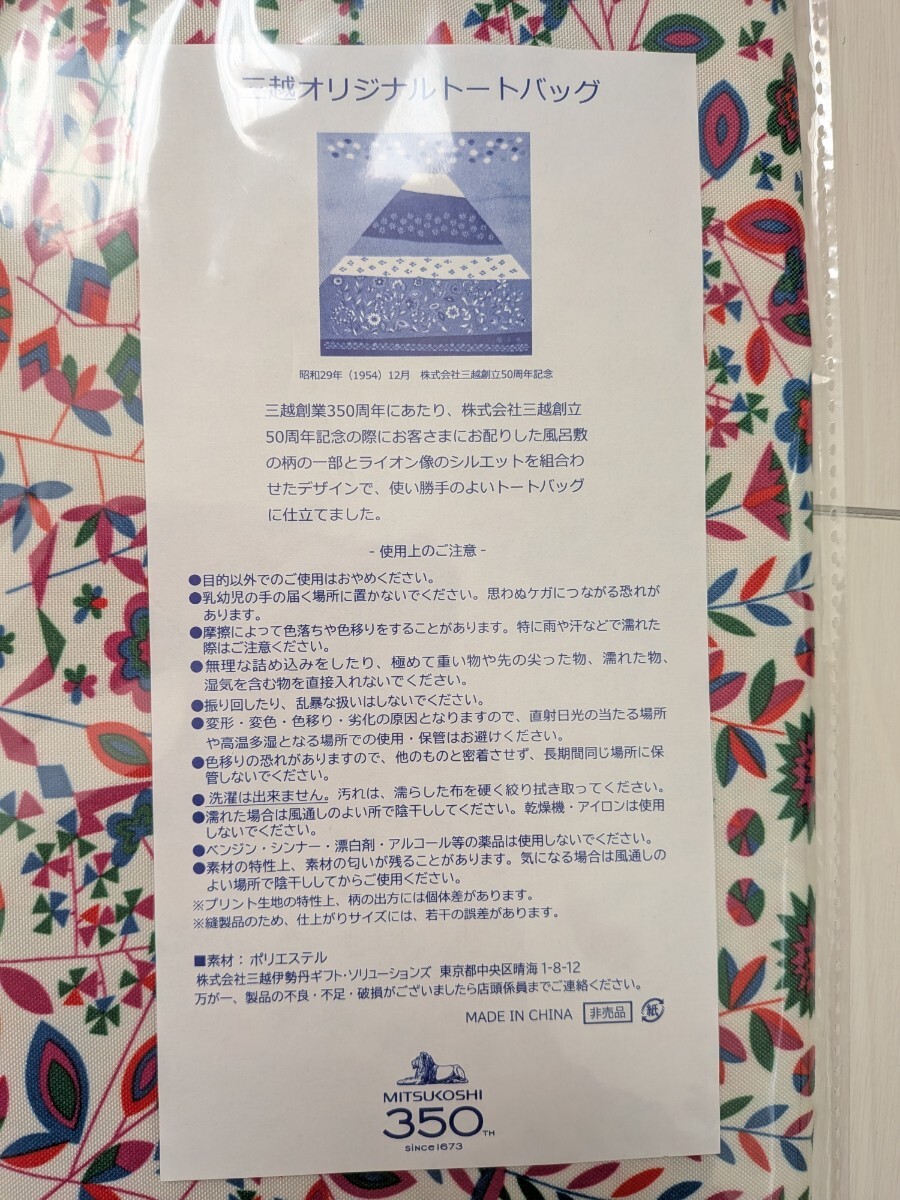 三越オリジナルトートバッグ
昭和29年（1954）12月　株式会社三越創立50周年記念
三越創業350周年にあたり、株式会社三越創立
50周年記念の際にお客さまにお配りした風呂敷
の柄の一部とライオン像のシルエットを組合わ
せたデザインで、使い勝手のよいトートバッグ
に仕立てました。
- 使用上のご注意 -
●目的以外でのご使用はおやめください。
●乳幼児の手の届く場所に置かないでください。思わぬケガにつながる恐れが
あります。
●摩擦によって色落ちや色移りをすることがあります。特に雨や汗などで濡れた
際はご注意ください。
●無理な詰め込みをしたり、極めて重い物や先の尖った物、濡れた物、
湿気を含む物を直接入れないでください。
●振り回したり、乱暴な扱いはしないでください。
●変形・変色・色移り・劣化の原因となりますので、直射日光の当たる場所
や高温多湿となる場所での使用・保管はお避けください。
●色移りの恐れがありますので、他のものと密着させず、長期間同じ場所に保
管しないでください。
●洗濯は出来ません。汚れは、濡らした布を硬く絞り拭き取ってください。
●濡れた場合は風通しのよい所で陰干ししてください。乾燥機・アイロンは使用
しないでください。
●ベンジン・シンナー・漂白剤・アルコール等の薬品は使用しないでください。
●素材の特性上、素材の匂いが残ることがあります。気になる場合は風通しの
よい場所で陰干ししてからご使用ください。
※プリント生地の特性上、柄の出方には個体差があります。
※縫製品のため、仕上がりサイズには、若干の誤差があります。
■素材：ポリエステル
株式会社三越伊勢丹ギフト・ソリューションズ　東京都中央区晴海1-8-12
万が一、製品の不良・不足・破損がございましたら店頭係員までご連絡ください。
MADE IN CHINA 非売品 紙
MITSUKOSHI
350TH
since1673